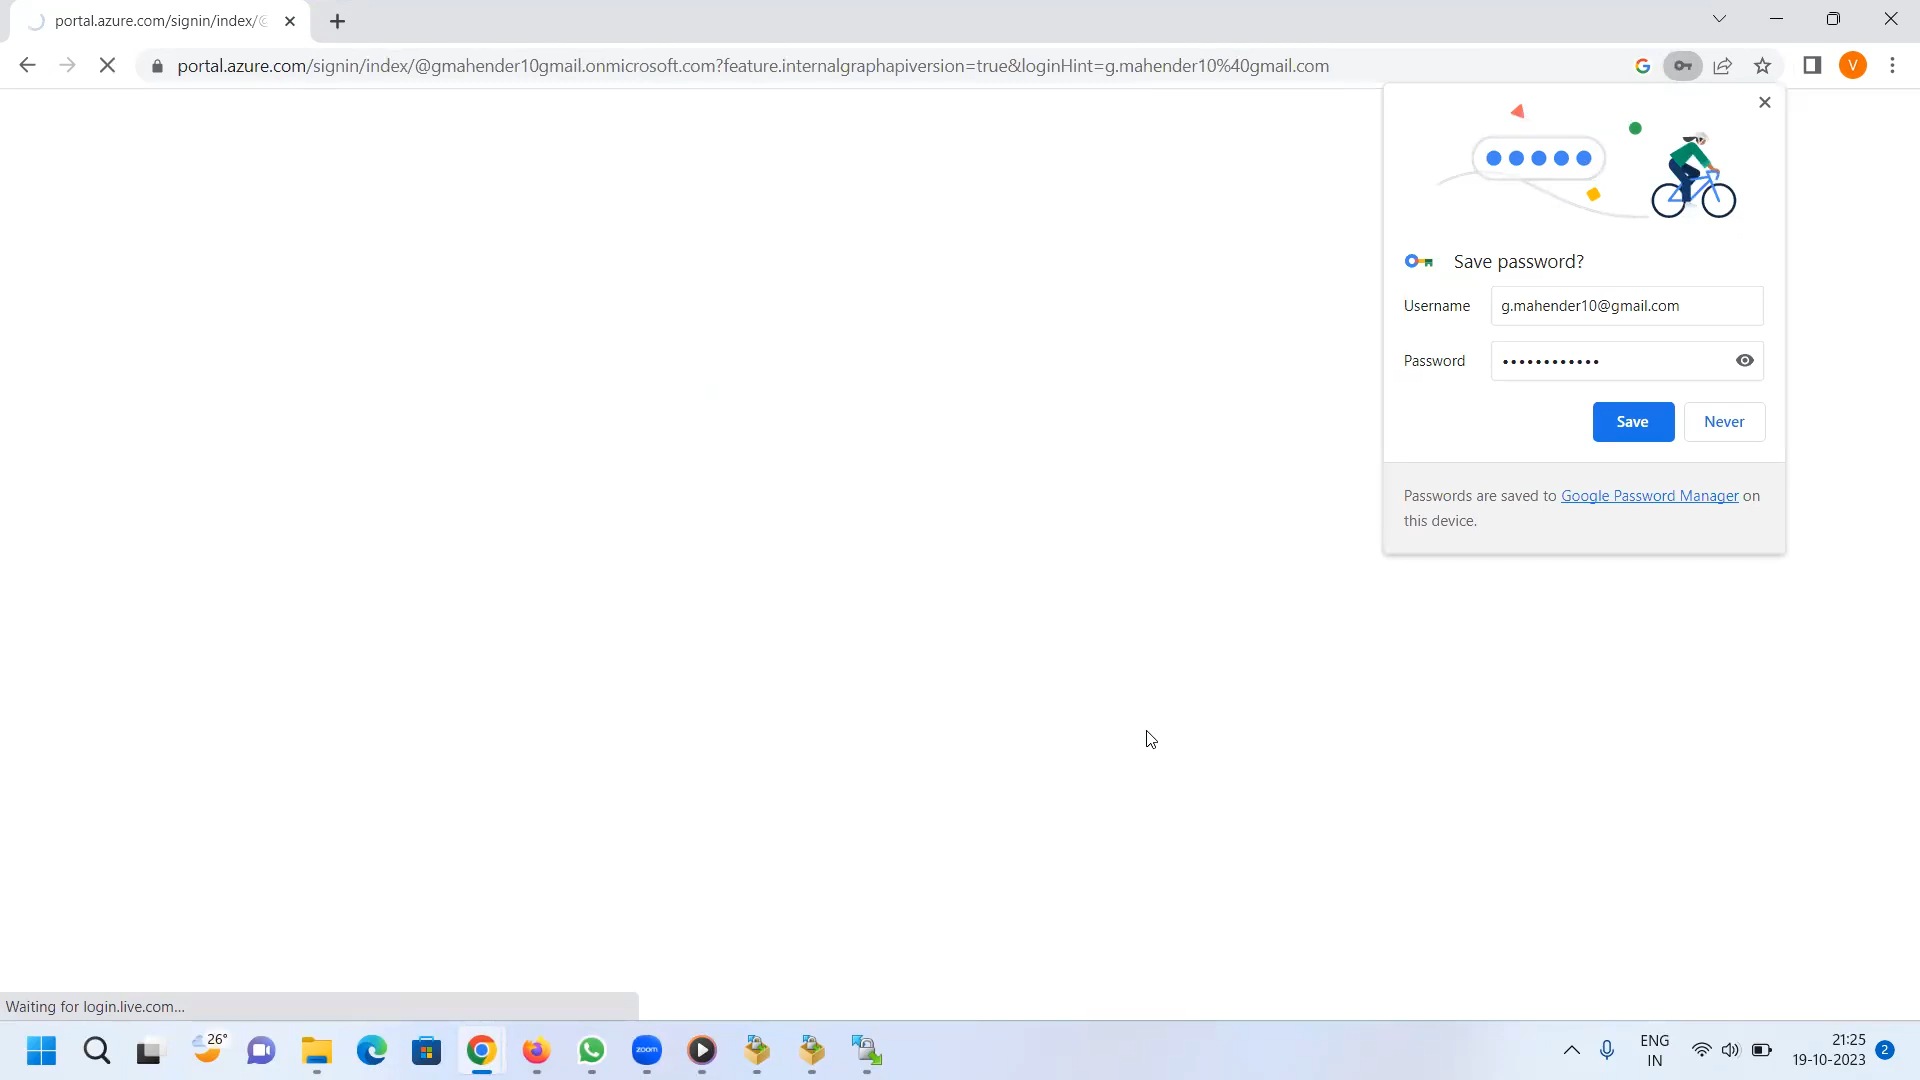 portal.azure.com/signin/index/@
portal.azure.com/signin/index/@gmahender10gmail.onmicrosoft.com?feature.internalgraphapiversion=true&loginHint=g.mahender10%40gmail.com
V
Save password?
Username g.mahender10@gmail.com
Password ••••••••••••
Save Never
Passwords are saved to Google Password Manager on
this device.
Waiting for login.live.com...
26°
zoom
ENG
IN
21:25
19-10-2023
2